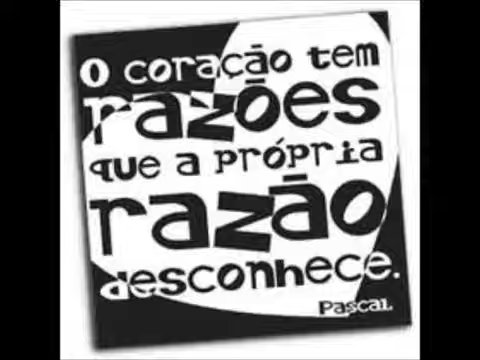 O coração tem
razões
que a própria
razão
desconhece.
Pascal